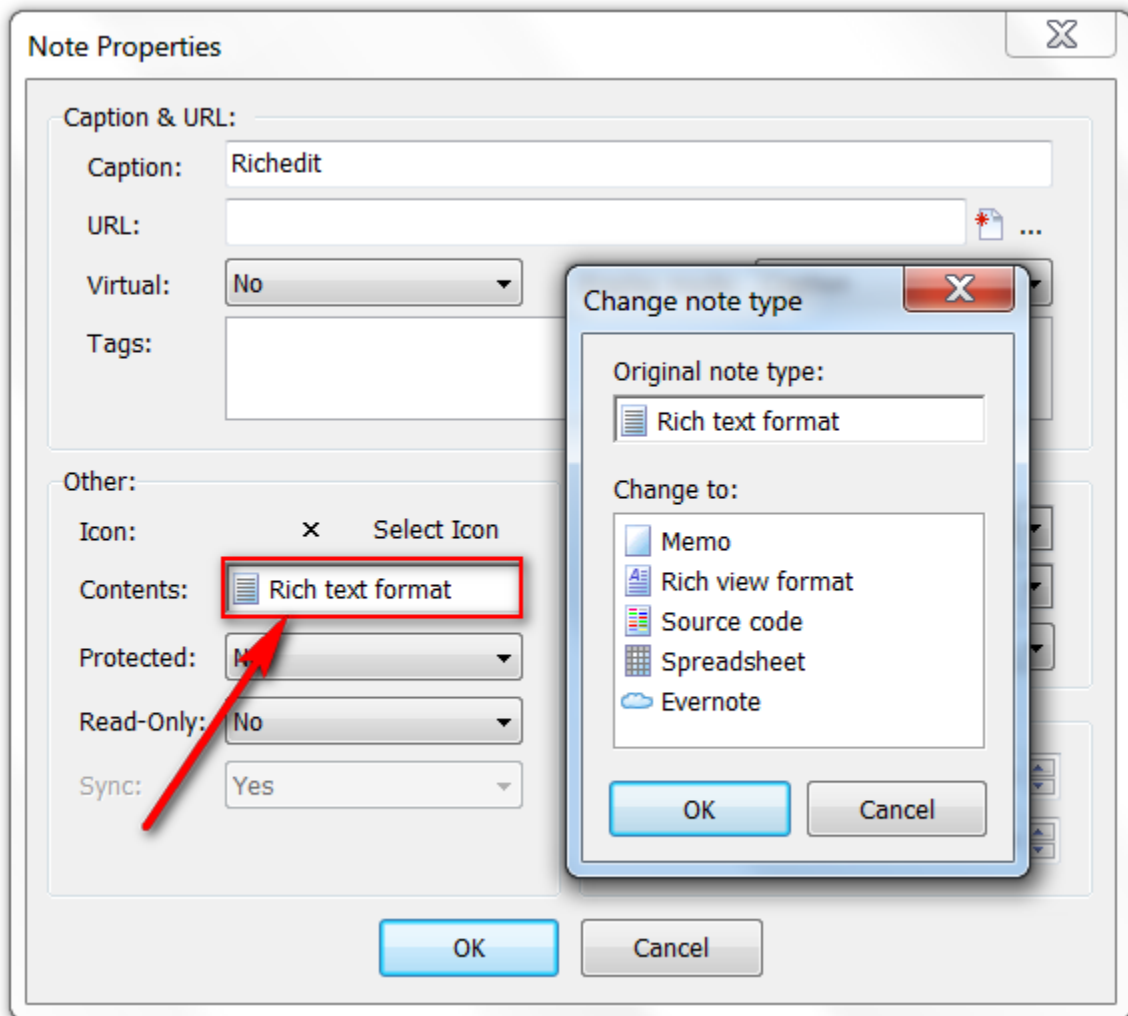 Note Properties
Caption & URL:
Caption: Richedit
URL: ...
Virtual: No
Tags:
Other:
Icon: Select Icon
Contents: Rich text format
Protected:
Read-Only: No
Sync: Yes
OK Cancel
Change note type
Original note type:
Rich text format
Change to:
Memo
Rich view format
Source code
Spreadsheet
Evernote
OK Cancel